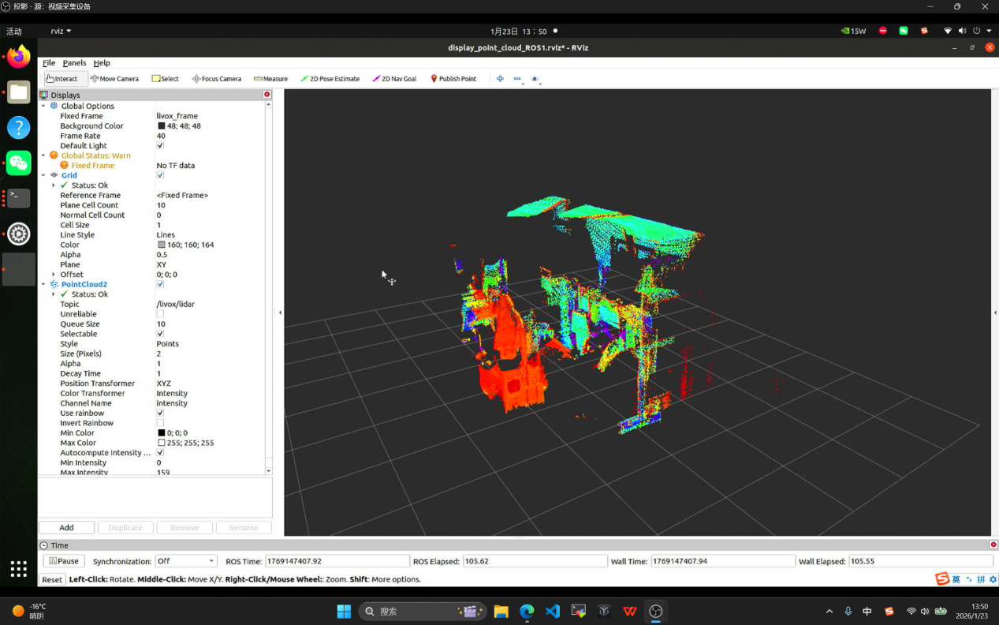 投影 - 源: 视频采集设备
活动 rviz 1月23日 13:50 15W
display_point_cloud_ROS1.rviz* - RViz
File Panels Help
Interact Move Camera Select Focus Camera Measure 2D Pose Estimate 2D Nav Goal Publish Point
Displays
Global Options
Fixed Frame livox_frame
Background Color 48; 48; 48
Frame Rate 40
Default Light
Global Status: Warn
Fixed Frame No TF data
Grid
Status: Ok
Reference Frame <Fixed Frame>
Plane Cell Count 10
Normal Cell Count 0
Cell Size 1
Line Style Lines
Color 160; 160; 164
Alpha 0.5
Plane XY
Offset 0; 0; 0
PointCloud2
Status: Ok
Topic /livox/lidar
Unreliable
Queue Size 10
Selectable
Style Points
Size (Pixels) 2
Alpha 1
Decay Time 1
Position Transformer XYZ
Color Transformer Intensity
Channel Name intensity
Use rainbow
Invert Rainbow
Min Color 0; 0; 0
Max Color 255; 255; 255
Autocompute Intensity ...
Min Intensity 0
Max Intensity 159
Add Duplicate Remove Rename
Time
Pause Synchronization: Off ROS Time: 1769147407.92 ROS Elapsed: 105.62 Wall Time: 1769147407.94 Wall Elapsed: 105.55
Reset Left-Click: Rotate. Middle-Click: Move X/Y. Right-Click/Mouse Wheel:: Zoom. Shift: More options.
英 拼
-16°C
晴朗
搜索
中
13:50
2026/1/23